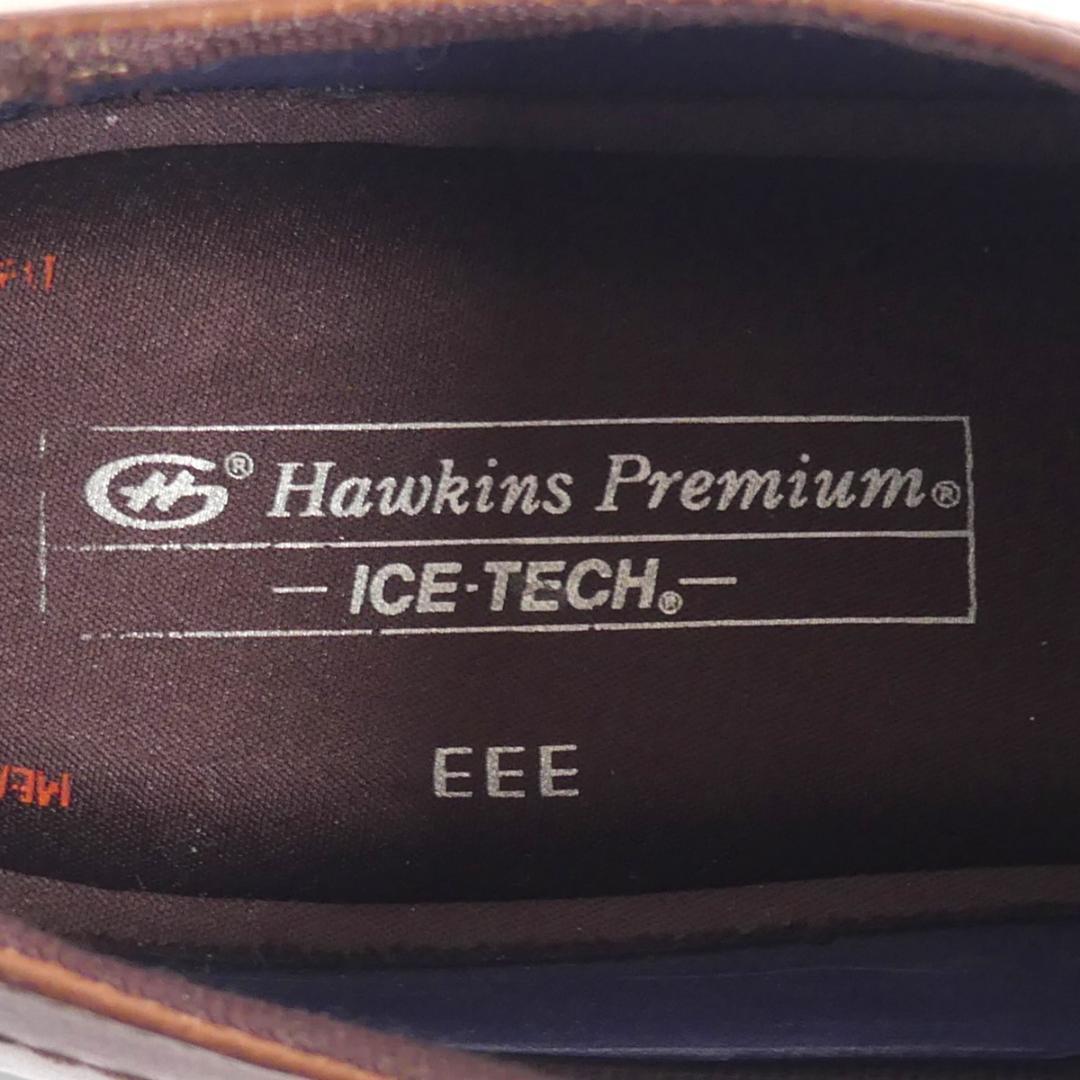 ® Hawkins Premium®
— ICE-TECH.® —
EEE